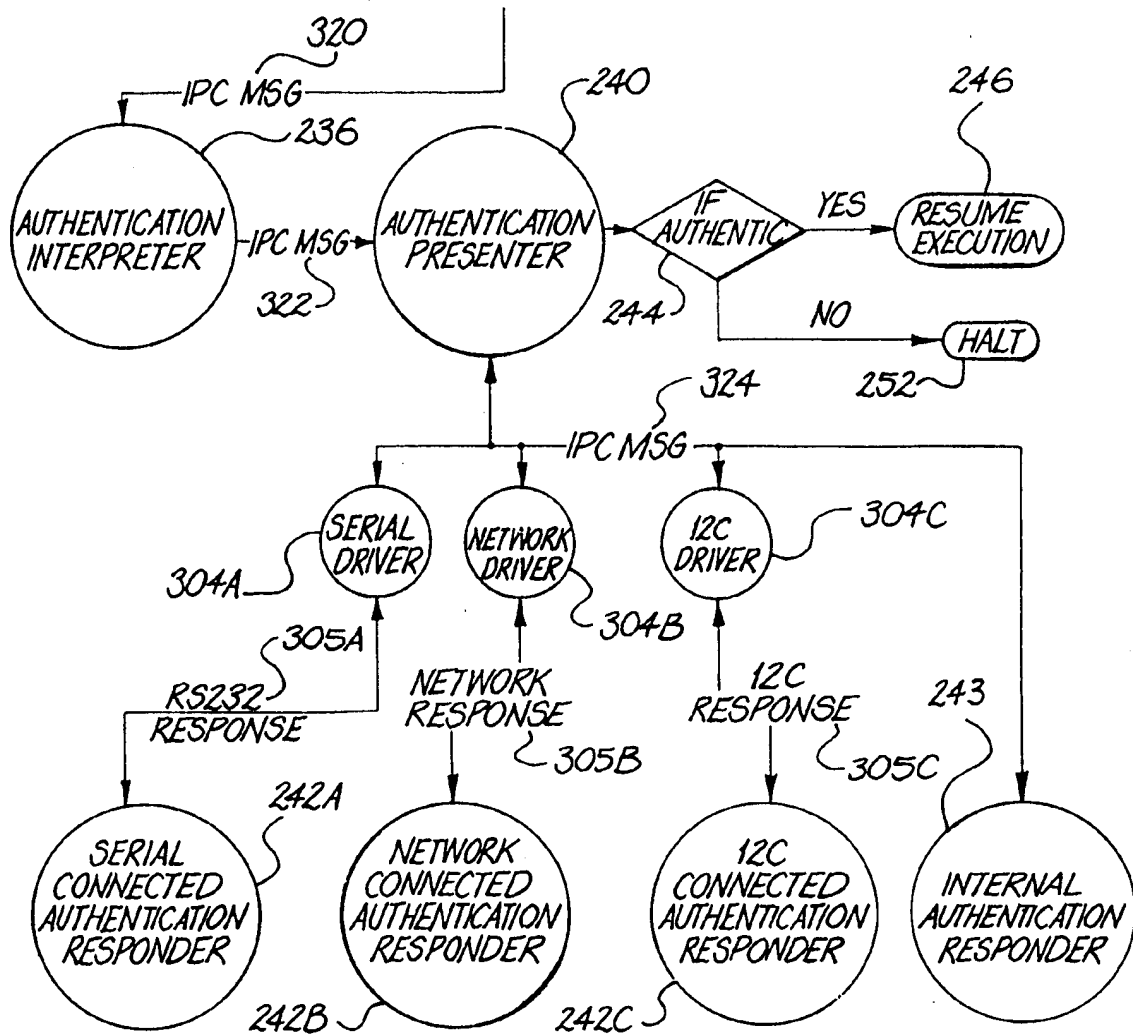 320
IPC MSG
236
240
246
AUTHENTICATION
INTERPRETER
IPC MSG
322
AUTHENTICATION
PRESENTER
IF
AUTHENTIC
244
YES
RESUME
EXECUTION
NO
HALT
252
324
IPC MSG
SERIAL
DRIVER
304A
NETWORK
DRIVER
304B
12C
DRIVER
304C
305A
RS232
RESPONSE
NETWORK
RESPONSE
305B
12C
RESPONSE
305C
243
242A
SERIAL
CONNECTED
AUTHENTICATION
RESPONDER
NETWORK
CONNECTED
AUTHENTICATION
RESPONDER
242B
12C
CONNECTED
AUTHENTICATION
RESPONDER
242C
INTERNAL
AUTHENTICATION
RESPONDER